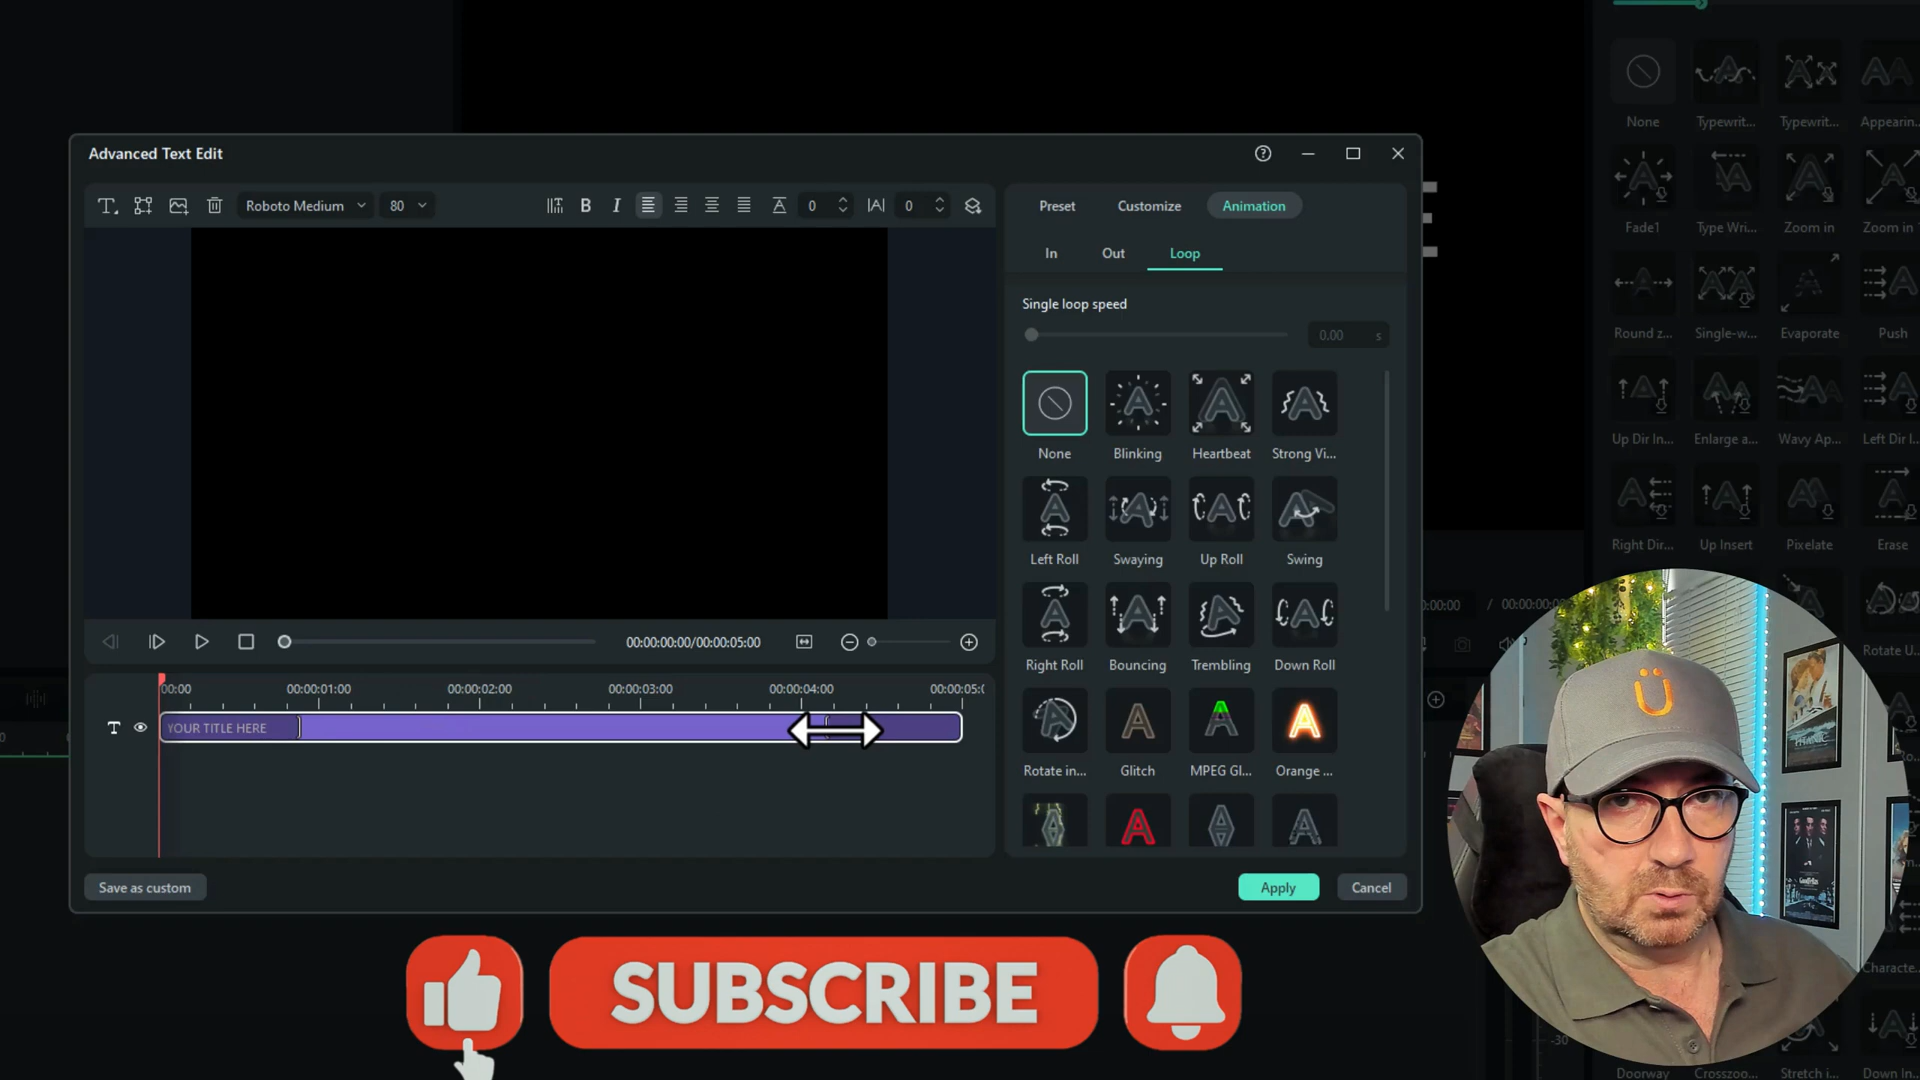 Advanced Text Edit
Roboto Medium
80
0
0
Preset
Customize
Animation
In
Out
Loop
Single loop speed
0.00
s
None
Blinking
Heartbeat
Strong Vi...
Left Roll
Swaying
Up Roll
Swing
Right Roll
Bouncing
Trembling
Down Roll
Rotate in...
Glitch
MPEG Gl...
Orange ...
00:00:00:00/00:00:05:00
00:00
00:00:01:00
00:00:02:00
00:00:03:00
00:00:04:00
00:00:05:
YOUR TITLE HERE
Save as custom
Apply
Cancel
None
Typewrit...
Typewrit...
Appearin...
Fade1
Type Wri...
Zoom in
Zoom in
Round z...
Single-w...
Evaporate
Push
Up Dir In...
Enlarge a...
Wavy Ap...
Left Dir I...
Right Dir...
Up Insert
Pixelate
Erase
Rotate U...
Characte...
Doorway
Crosszoo...
Stretch i...
Down In...
-30
SUBSCRIBE
Ü
TITANIC
GoodFellas